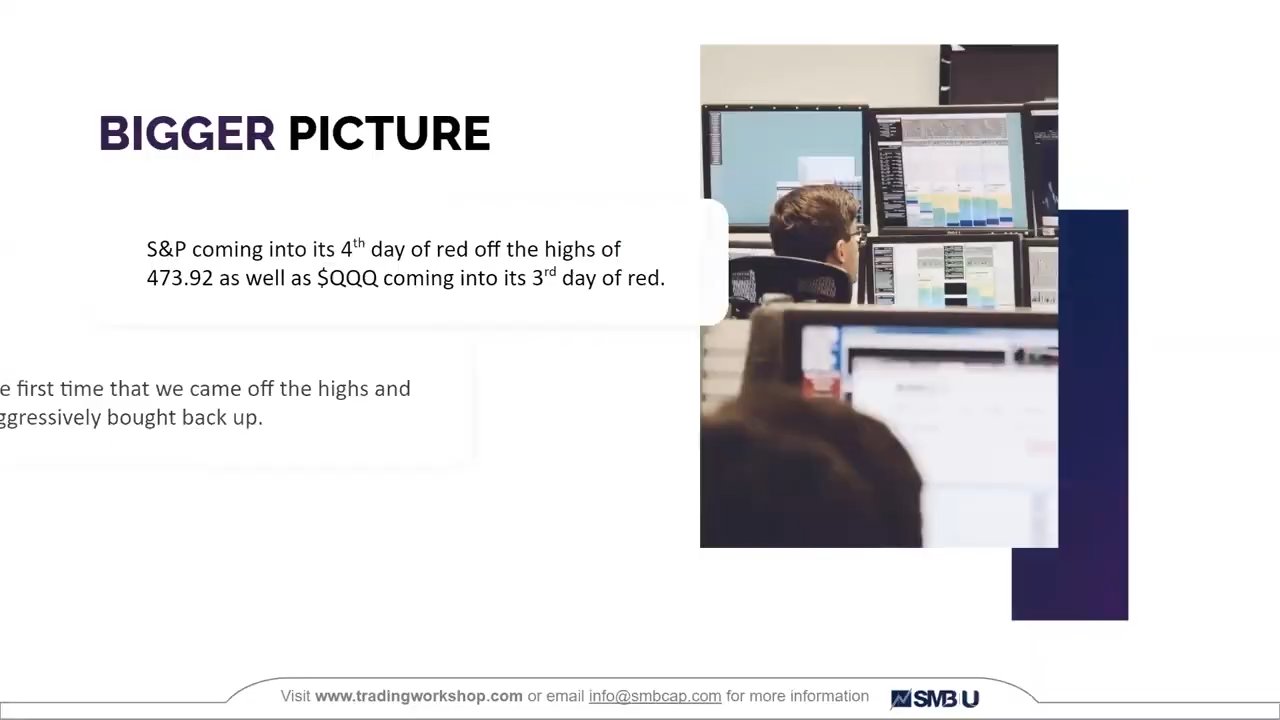 BIGGER PICTURE
S&P coming into its 4th day of red off the highs of
473.92 as well as $QQQ coming into its 3rd day of red.
e first time that we came off the highs and
ggressively bought back up.
Visit www.tradingworkshop.com or email info@smbcap.com for more information
SMB U